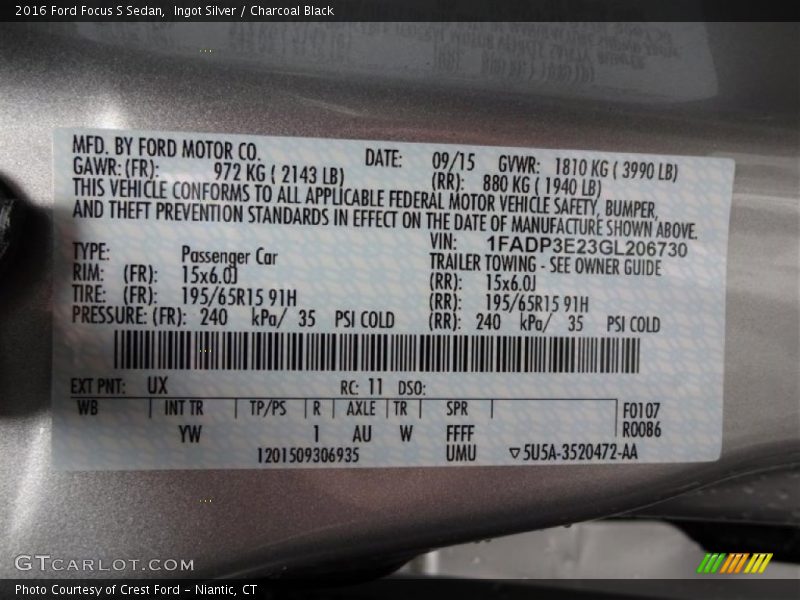 2016 Ford Focus S Sedan,  Ingot Silver / Charcoal Black
MFD. BY FORD MOTOR CO. DATE: 09/15 GVWR: 1810 KG ( 3990 LB)
GAWR: (FR): 972 KG ( 2143 LB) (RR): 880 KG ( 1940 LB)
THIS VEHICLE CONFORMS TO ALL APPLICABLE FEDERAL MOTOR VEHICLE SAFETY, BUMPER,
AND THEFT PREVENTION STANDARDS IN EFFECT ON THE DATE OF MANUFACTURE SHOWN ABOVE.
VIN: 1FADP3E23GL206730
TYPE: Passenger Car TRAILER TOWING - SEE OWNER GUIDE
RIM: (FR): 15x6.0J (RR): 15x6.0J
TIRE: (FR): 195/65R15 91H (RR): 195/65R15 91H
PRESSURE: (FR): 240 kPa/ 35 PSI COLD (RR): 240 kPa/ 35 PSI COLD
EXT PNT: UX RC: 11 DSO:
WB INT TR TP/PS R AXLE TR SPR F0107
YW 1 AU W FFFF R0086
1201509306935 UMU ▽5U5A-3520472-AA
GTCARLOT.COM
Photo Courtesy of Crest Ford - Niantic, CT